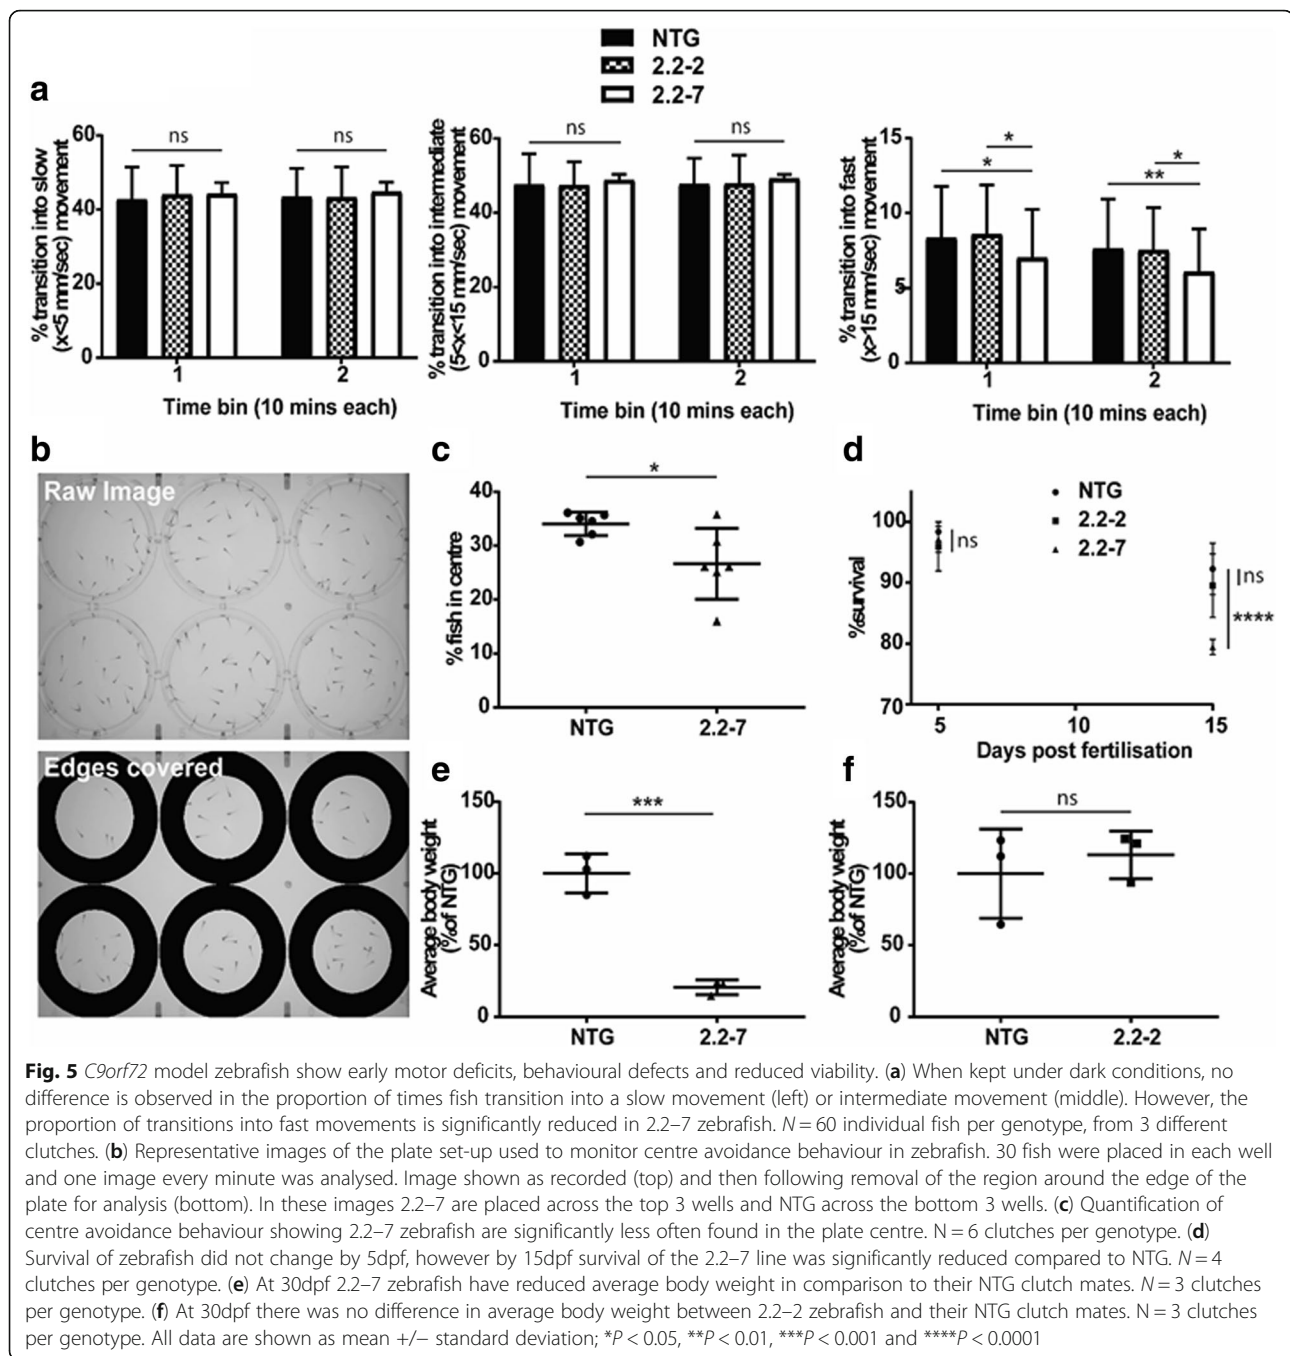 NTG
2.2-2
2.2-7
a
60
40
20
0
% transition into slow
(x<5 mm/sec) movement
ns
ns
1
2
Time bin (10 mins each)
60
40
20
0
% transition into intermediate
(5<x<15 mm/sec) movement
ns
ns
1
2
Time bin (10 mins each)
15
10
5
0
% transition into fast
(x>15 mm/sec) movement
*
*
*
**
1
2
Time bin (10 mins each)
b
Raw Image
Edges covered
c
40
30
20
10
0
% fish in centre
*
NTG
2.2-7
d
100
90
80
70
%survival
NTG
2.2-2
2.2-7
ns
ns
****
5
10
15
Days post fertilisation
e
150
100
50
0
Average body weight
(%of NTG)
***
NTG
2.2-7
f
150
100
50
0
Average body weight
(% of NTG)
ns
NTG
2.2-2
Fig. 5 C9orf72 model zebrafish show early motor deficits, behavioural defects and reduced viability. (a) When kept under dark conditions, no
difference is observed in the proportion of times fish transition into a slow movement (left) or intermediate movement (middle). However, the
proportion of transitions into fast movements is significantly reduced in 2.2–7 zebrafish. N = 60 individual fish per genotype, from 3 different
clutches. (b) Representative images of the plate set-up used to monitor centre avoidance behaviour in zebrafish. 30 fish were placed in each well
and one image every minute was analysed. Image shown as recorded (top) and then following removal of the region around the edge of the
plate for analysis (bottom). In these images 2.2–7 are placed across the top 3 wells and NTG across the bottom 3 wells. (c) Quantification of
centre avoidance behaviour showing 2.2–7 zebrafish are significantly less often found in the plate centre. N = 6 clutches per genotype. (d)
Survival of zebrafish did not change by 5dpf, however by 15dpf survival of the 2.2–7 line was significantly reduced compared to NTG. N = 4
clutches per genotype. (e) At 30dpf 2.2–7 zebrafish have reduced average body weight in comparison to their NTG clutch mates. N = 3 clutches
per genotype. (f) At 30dpf there was no difference in average body weight between 2.2–2 zebrafish and their NTG clutch mates. N = 3 clutches
per genotype. All data are shown as mean +/− standard deviation; *P < 0.05, **P < 0.01, ***P < 0.001 and ****P < 0.0001